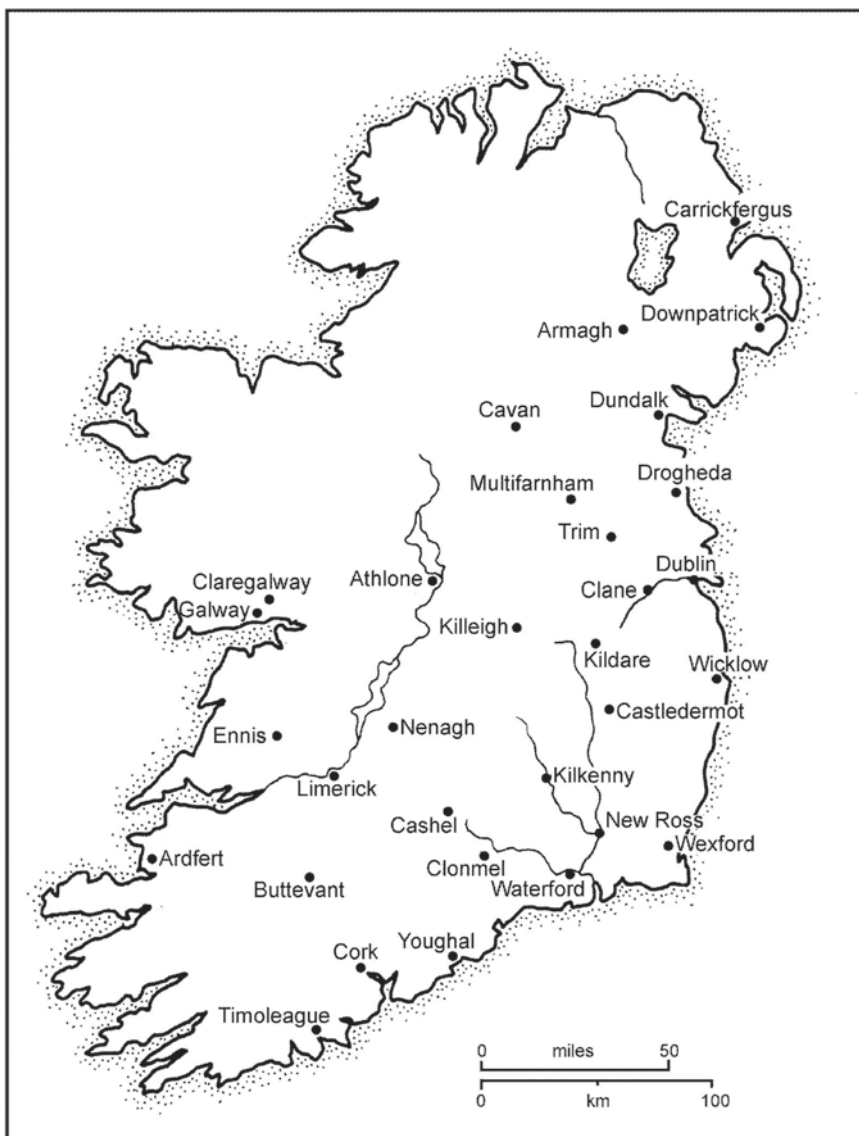 Carrickfergus
Downpatrick
Armagh
Dundalk
Cavan
Drogheda
Multifarnham
Trim
Dublin
Athlone
Clane
Claregalway
Galway
Killeigh
Kildare
Wicklow
Castledermot
Nenagh
Ennis
Kilkenny
Limerick
Cashel
New Ross
Wexford
Ardfert
Clonmel
Buttevant
Waterford
Youghal
Cork
Timoleague
0 miles 50
0 km 100